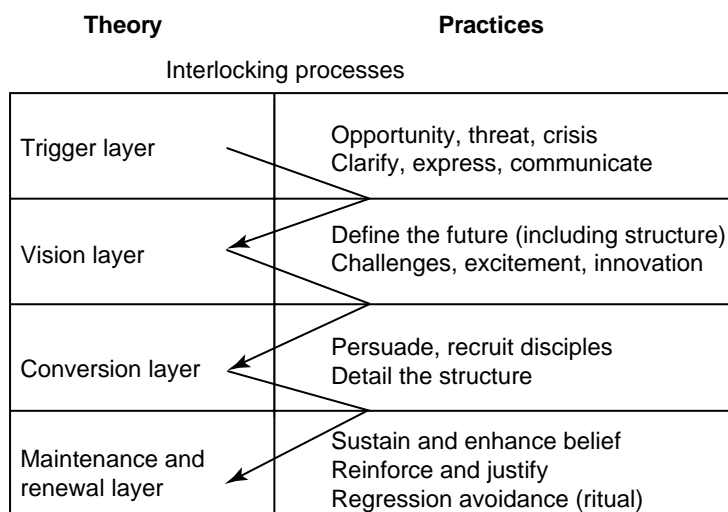 Theory Practices
Interlocking processes
Trigger layer
Opportunity, threat, crisis
Clarify, express, communicate
Vision layer
Define the future (including structure)
Challenges, excitement, innovation
Conversion layer
Persuade, recruit disciples
Detail the structure
Maintenance and
renewal layer
Sustain and enhance belief
Reinforce and justify
Regression avoidance (ritual)